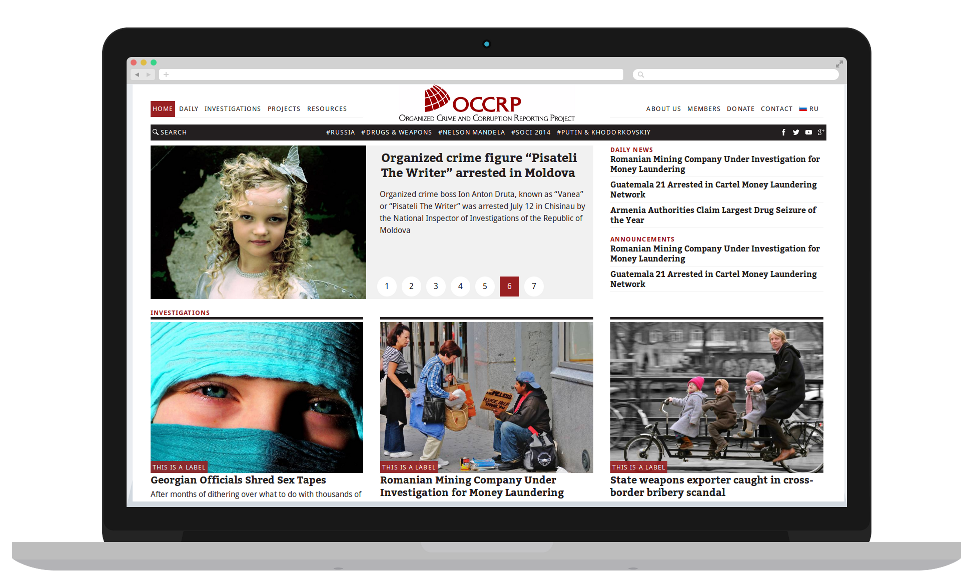 OCCRP
ORGANIZED CRIME AND CORRUPTION REPORTING PROJECT
HOME DAILY INVESTIGATIONS PROJECTS RESOURCES
ABOUT US MEMBERS DONATE CONTACT RU
SEARCH #RUSSIA #DRUGS & WEAPONS #NELSON MANDELA #SOCI 2014 #PUTIN & KHODORKOVSKIY
Organized crime figure “Pisateli
The Writer” arrested in Moldova
Organized crime boss Ion Anton Druta, known as “Vanea”
or “Pisateli The Writer” was arrested July 12 in Chisinau by
the National Inspector of Investigations of the Republic of
Moldova
1 2 3 4 5 6 7
DAILY NEWS
Romanian Mining Company Under Investigation for
Money Laundering
Guatemala 21 Arrested in Cartel Money Laundering
Network
Armenia Authorities Claim Largest Drug Seizure of
the Year
ANNOUNCEMENTS
Romanian Mining Company Under Investigation for
Money Laundering
Guatemala 21 Arrested in Cartel Money Laundering
Network
INVESTIGATIONS
THIS IS A LABEL
Georgian Officials Shred Sex Tapes
After months of dithering over what to do with thousands of
THIS IS A LABEL
Romanian Mining Company Under
Investigation for Money Laundering
THIS IS A LABEL
State weapons exporter caught in cross-
border bribery scandal